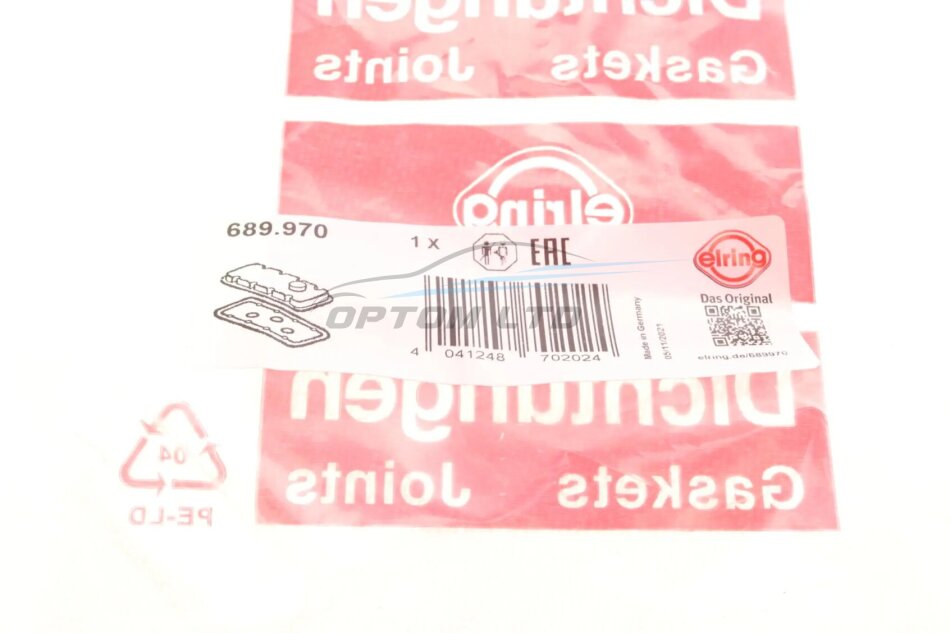 Dichtungen
Gaskets Joints
elring
689.970
1 x
EAC
elring
Das Original
OPTOM LTD
4 041248 702024
Made in Germany
05/11/2021
elring.de/689970
Dichtungen
Gaskets Joints
04
PE-LD